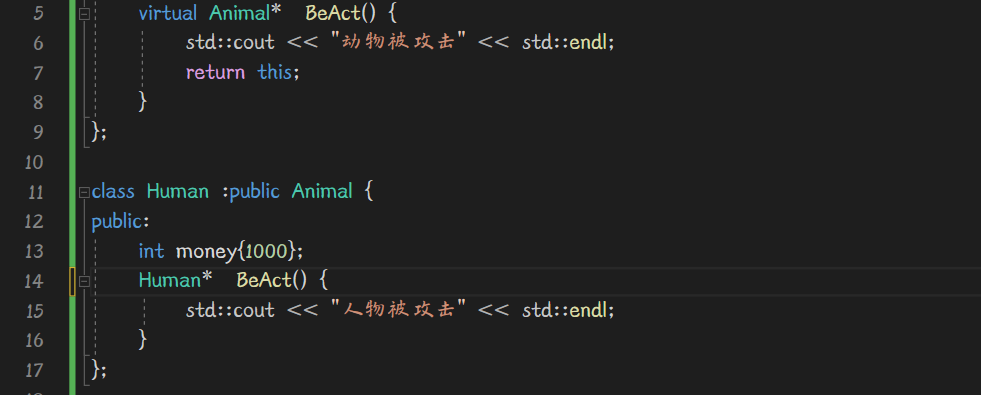 5 virtual Animal*  BeAct() {
6 std::cout << "动物被攻击" << std::endl;
7 return this;
8 }
9 };
10
11 class Human :public Animal {
12 public:
13 int money{1000};
14 Human*  BeAct() {
15 std::cout << "人物被攻击" << std::endl;
16 }
17 };